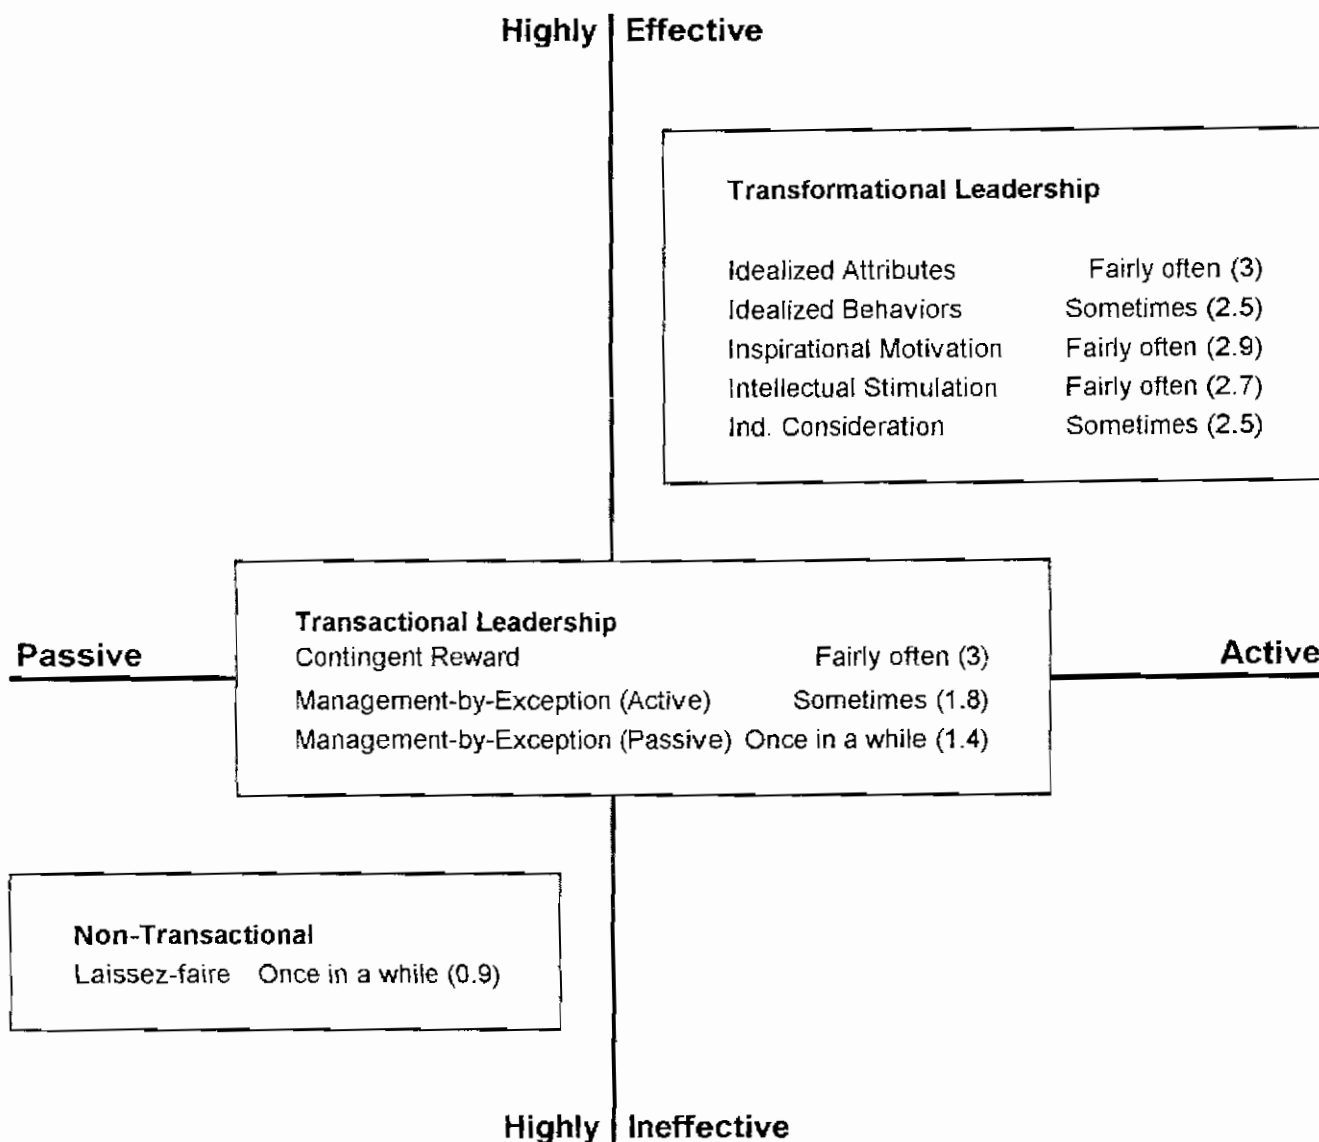 Highly Effective
Transformational Leadership
Idealized Attributes Fairly often (3)
Idealized Behaviors Sometimes (2.5)
Inspirational Motivation Fairly often (2.9)
Intellectual Stimulation Fairly often (2.7)
Ind. Consideration Sometimes (2.5)
Passive
Transactional Leadership
Contingent Reward Fairly often (3)
Management-by-Exception (Active) Sometimes (1.8)
Management-by-Exception (Passive) Once in a while (1.4)
Active
Non-Transactional
Laissez-faire Once in a while (0.9)
Highly Ineffective